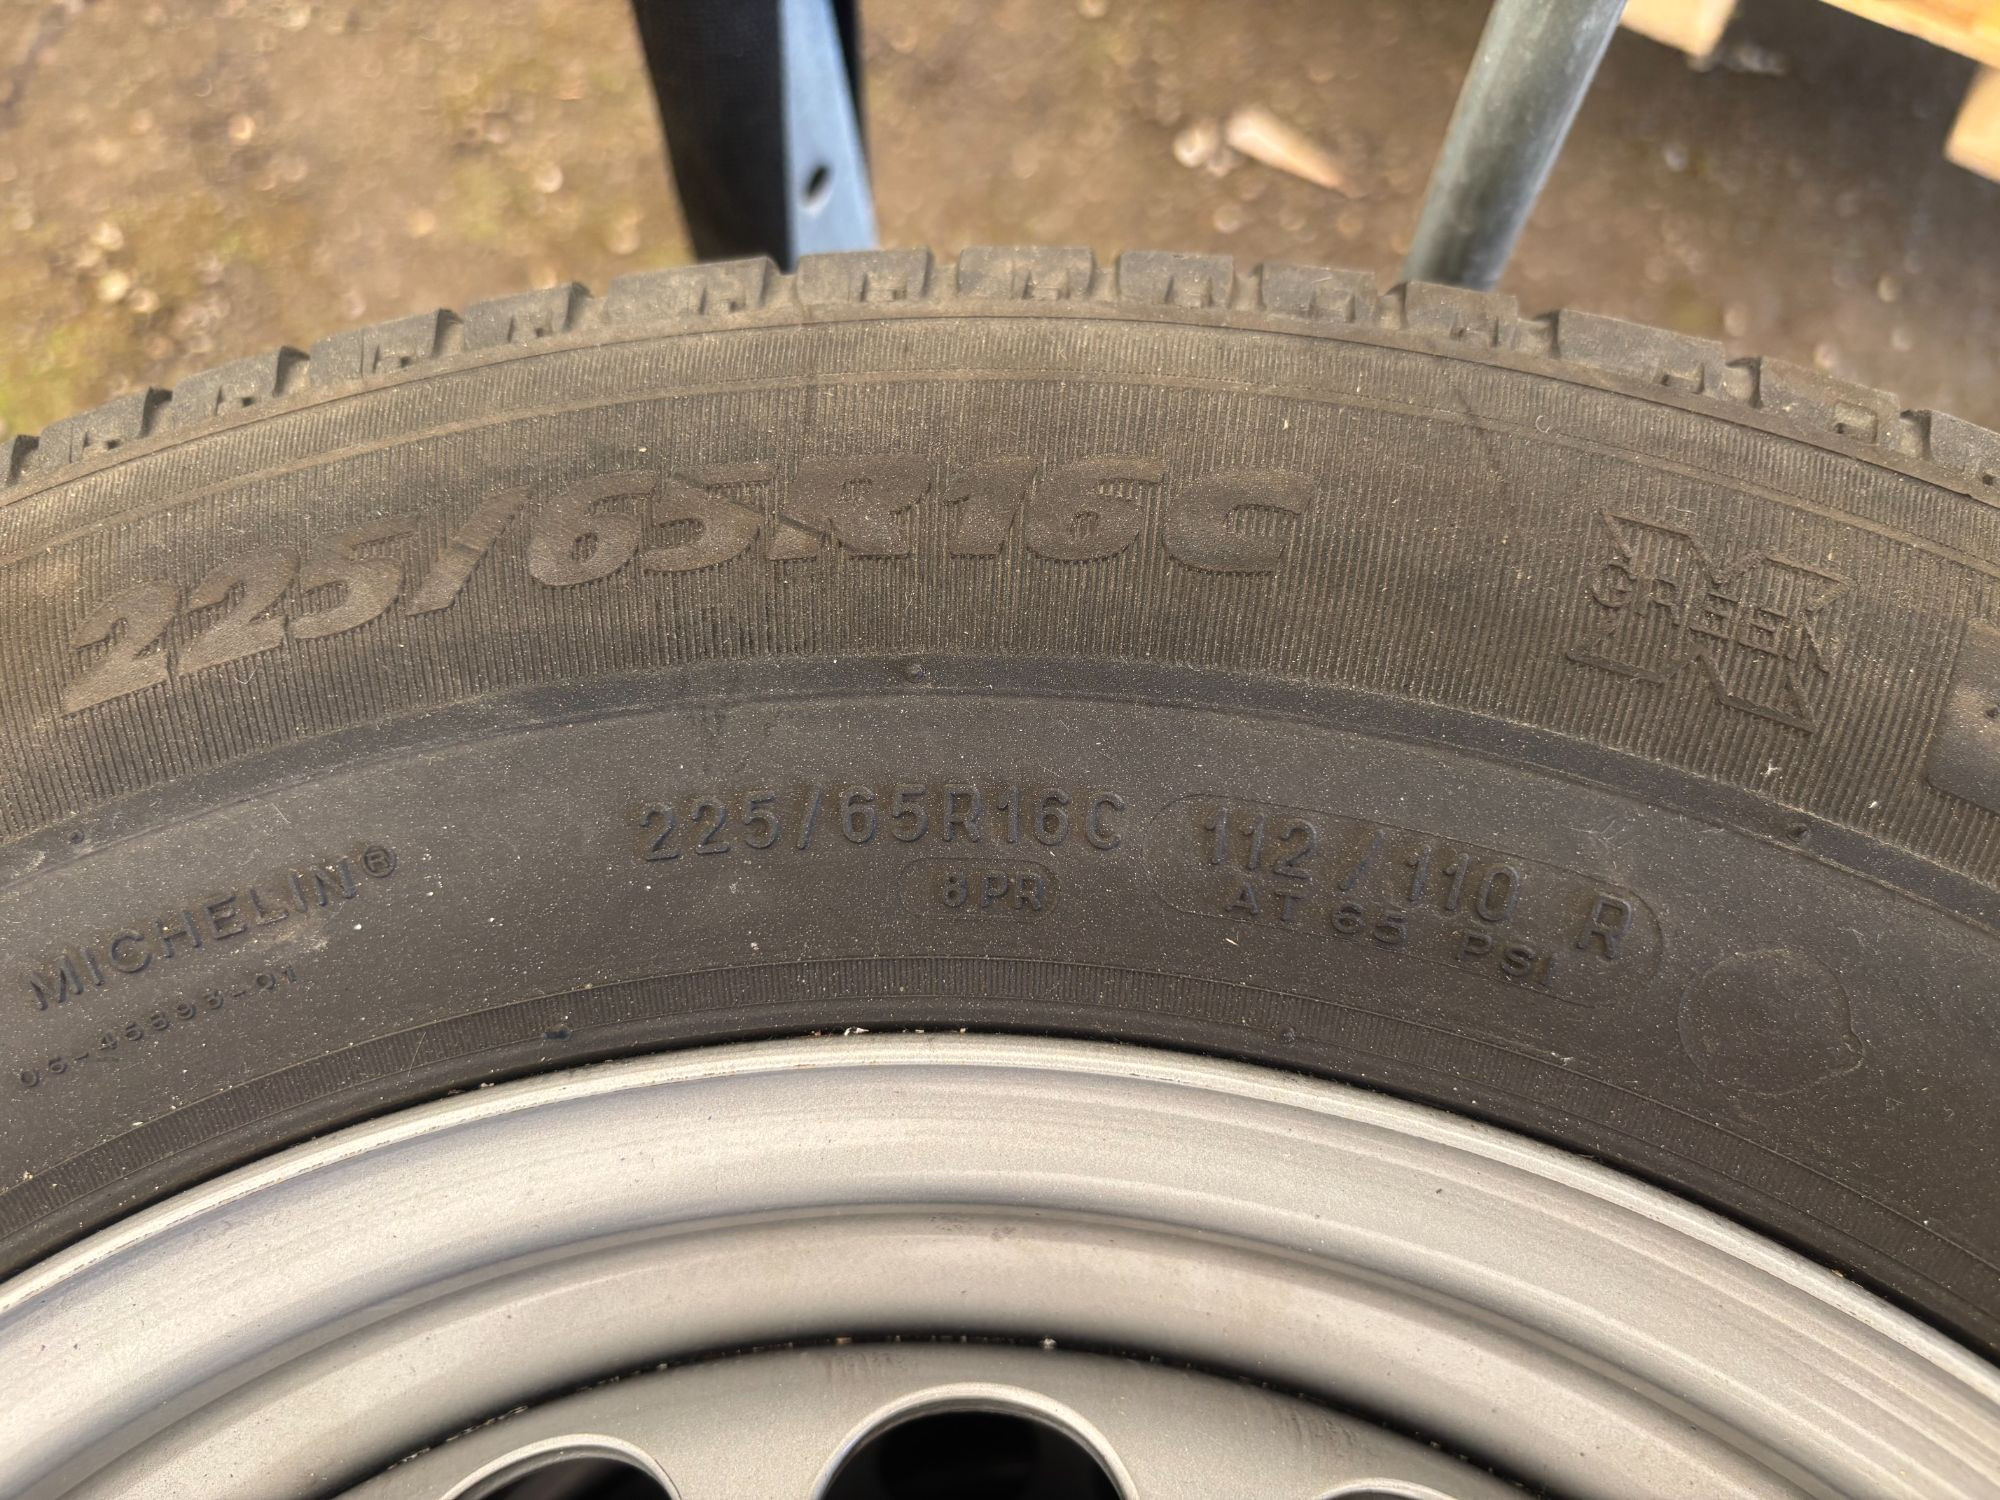 225/65R16C
GREEN
225/65R16C 112/110 R
8PR
AT 65 PSI
MICHELIN®